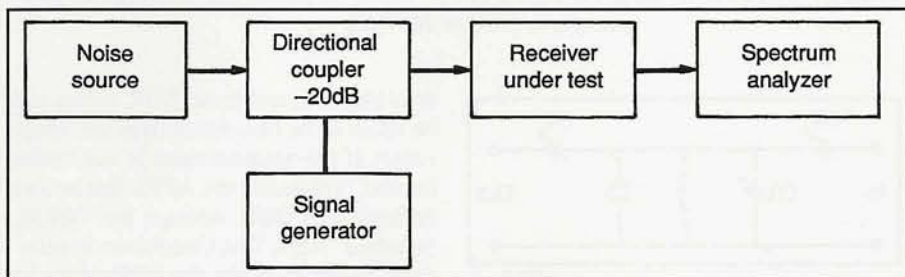 Noise
source
Directional
coupler
–20dB
Receiver
under test
Spectrum
analyzer
Signal
generator